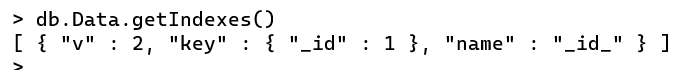 > db.Data.getIndexes()
[ { "v" : 2, "key" : { "_id" : 1 }, "name" : "_id_" } ]
>